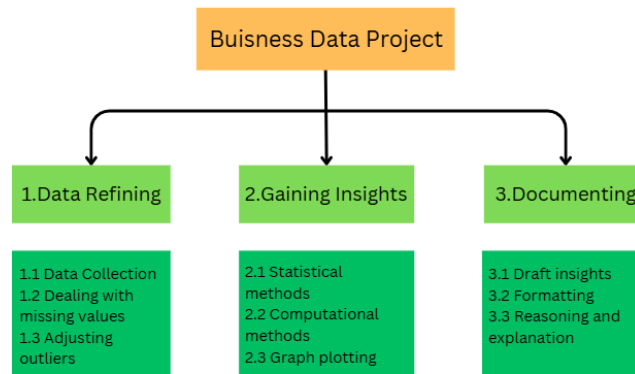 Buisness Data Project
1.Data Refining
2.Gaining Insights
3.Documenting
1.1 Data Collection
1.2 Dealing with
missing values
1.3 Adjusting
outliers
2.1 Statistical
methods
2.2 Computational
methods
2.3 Graph plotting
3.1 Draft insights
3.2 Formatting
3.3 Reasoning and
explanation